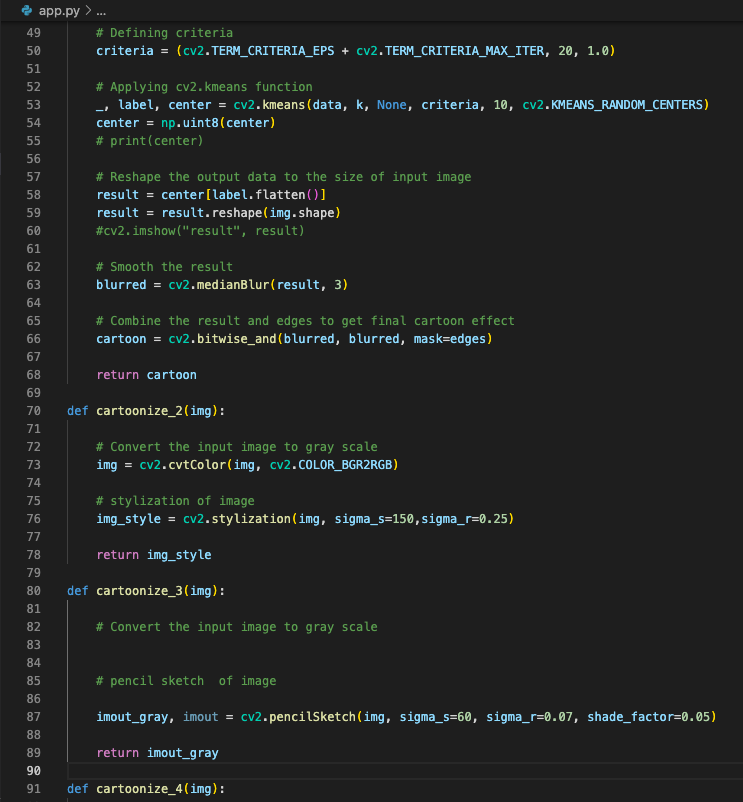 app.py > ...
49 # Defining criteria
50 criteria = (cv2.TERM_CRITERIA_EPS + cv2.TERM_CRITERIA_MAX_ITER, 20, 1.0)
51
52 # Applying cv2.kmeans function
53 _, label, center = cv2.kmeans(data, k, None, criteria, 10, cv2.KMEANS_RANDOM_CENTERS)
54 center = np.uint8(center)
55 # print(center)
56
57 # Reshape the output data to the size of input image
58 result = center[label.flatten()]
59 result = result.reshape(img.shape)
60 #cv2.imshow("result", result)
61
62 # Smooth the result
63 blurred = cv2.medianBlur(result, 3)
64
65 # Combine the result and edges to get final cartoon effect
66 cartoon = cv2.bitwise_and(blurred, blurred, mask=edges)
67
68 return cartoon
69
70 def cartoonize_2(img):
71
72 # Convert the input image to gray scale
73 img = cv2.cvtColor(img, cv2.COLOR_BGR2RGB)
74
75 # stylization of image
76 img_style = cv2.stylization(img, sigma_s=150,sigma_r=0.25)
77
78 return img_style
79
80 def cartoonize_3(img):
81
82 # Convert the input image to gray scale
83
84
85 # pencil sketch  of image
86
87 imout_gray, imout = cv2.pencilSketch(img, sigma_s=60, sigma_r=0.07, shade_factor=0.05)
88
89 return imout_gray
90
91 def cartoonize_4(img):